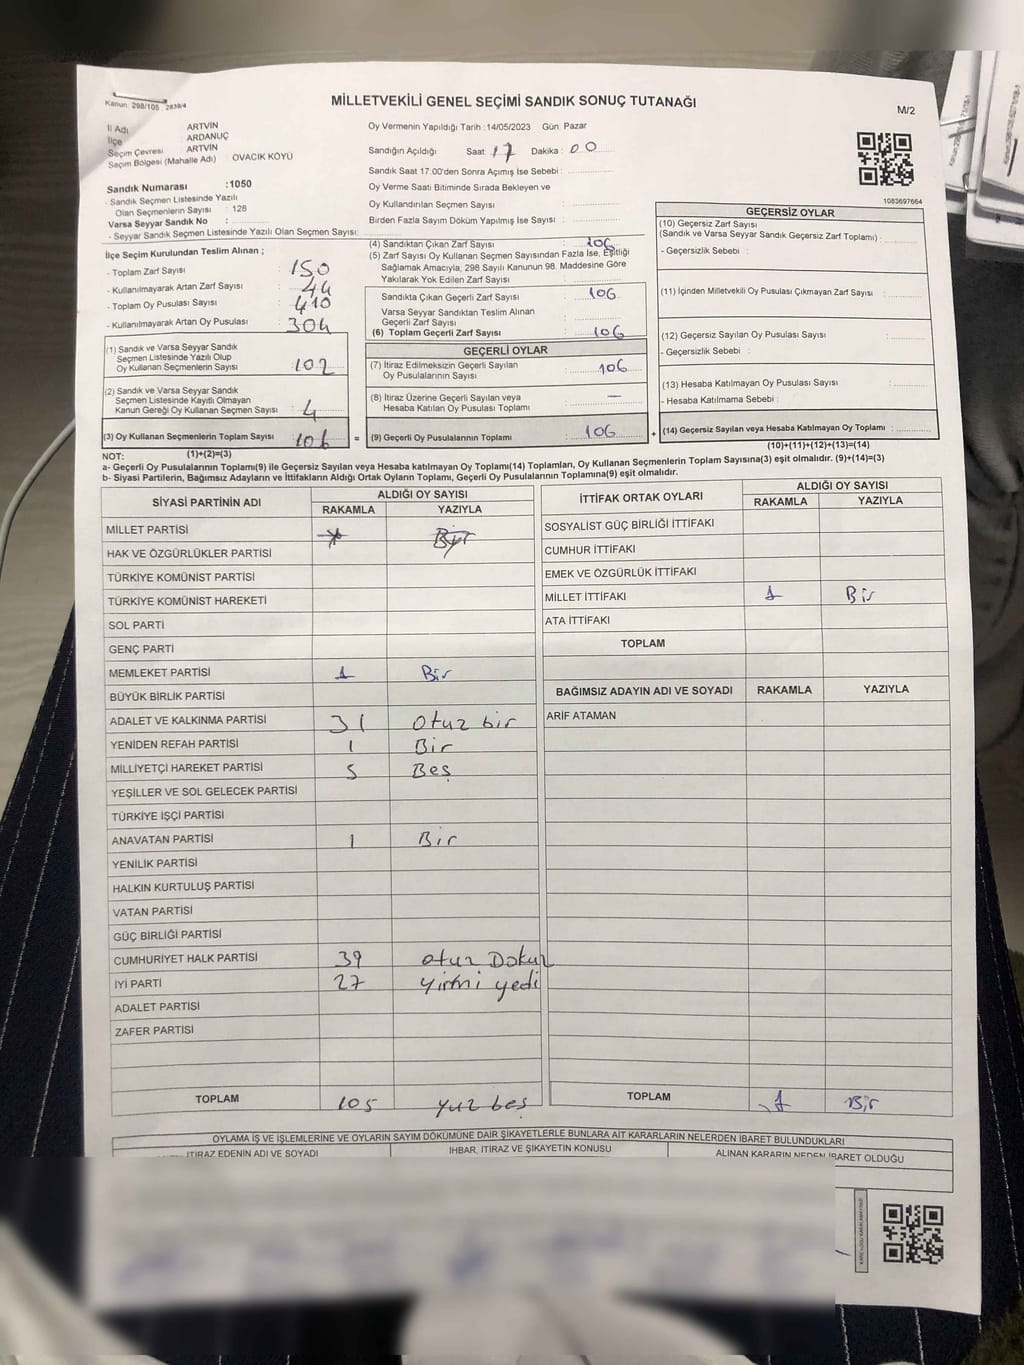 Kanun: 298/105 2839/4
MİLLETVEKİLİ GENEL SEÇİMİ SANDIK SONUÇ TUTANAĞI
M/2
İl Adı ARTVİN
İlçe ARDANUÇ
Seçim Çevresi ARTVİN
Seçim Bölgesi (Mahalle Adı) OVACIK KÖYÜ
Sandık Numarası :1050
- Sandık Seçmen Listesinde Yazılı
Olan Seçmenlerin Sayısı : 128
Varsa Seyyar Sandık No :
- Seyyar Sandık Seçmen Listesinde Yazılı Olan Seçmen Sayısı:
Oy Vermenin Yapıldığı Tarih :14/05/2023 Gün: Pazar
Sandığın Açıldığı Saat: 17 Dakika : 00
Sandık Saat 17:00'den Sonra Açımış İse Sebebi :
Oy Verme Saati Bitiminde Sırada Bekleyen ve
Oy Kullandırılan Seçmen Sayısı :
Birden Fazla Sayım Döküm Yapılmış İse Sayısı :
1083697664
İlçe Seçim Kurulundan Teslim Alınan ;
- Toplam Zarf Sayısı : 150
- Kullanılmayarak Artan Zarf Sayısı : 44
- Toplam Oy Pusulası Sayısı : 410
- Kullanılmayarak Artan Oy Pusulası : 304
(1) Sandık ve Varsa Seyyar Sandık
Seçmen Listesinde Yazılı Olup
Oy Kullanan Seçmenlerin Sayısı : 102
(2) Sandık ve Varsa Seyyar Sandık
Seçmen Listesinde Kayıtlı Olmayan
Kanun Gereği Oy Kullanan Seçmen Sayısı : 4
(3) Oy Kullanan Seçmenlerin Toplam Sayısı : 106 =
(1)+(2)=(3)
(4) Sandıktan Çıkan Zarf Sayısı : 106
(5) Zarf Sayısı Oy Kullanan Seçmen Sayısından Fazla İse, Eşitliği
Sağlamak Amacıyla, 298 Sayılı Kanunun 98. Maddesine Göre
Yakılarak Yok Edilen Zarf Sayısı :
Sandıkta Çıkan Geçerli Zarf Sayısı : 106
Varsa Seyyar Sandıktan Teslim Alınan
Geçerli Zarf Sayısı :
(6) Toplam Geçerli Zarf Sayısı : 106
GEÇERLİ OYLAR
(7) İtiraz Edilmeksizin Geçerli Sayılan
Oy Pusulalarının Sayısı : 106
(8) İtiraz Üzerine Geçerli Sayılan veya
Hesaba Katılan Oy Pusulası Toplamı : —
(9) Geçerli Oy Pusulalarının Toplamı : 106 +
GEÇERSİZ OYLAR
(10) Geçersiz Zarf Sayısı
(Sandık ve Varsa Seyyar Sandık Geçersiz Zarf Toplamı) :
- Geçersizlik Sebebi :
(11) İçinden Milletvekili Oy Pusulası Çıkmayan Zarf Sayısı :
(12) Geçersiz Sayılan Oy Pusulası Sayısı :
- Geçersizlik Sebebi :
(13) Hesaba Katılmayan Oy Pusulası Sayısı :
- Hesaba Katılmama Sebebi :
(14) Geçersiz Sayılan veya Hesaba Katılmayan Oy Toplamı :
(10)+(11)+(12)+(13)=(14)
NOT:
a- Geçerli Oy Pusulalarının Toplamı(9) ile Geçersiz Sayılan veya Hesaba katılmayan Oy Toplamı(14) Toplamları, Oy Kullanan Seçmenlerin Toplam Sayısına(3) eşit olmalıdır. (9)+(14)=(3)
b- Siyasi Partilerin, Bağımsız Adayların ve İttifakların Aldığı Ortak Oyların Toplamı, Geçerli Oy Pusulalarının Toplamına(9) eşit olmalıdır.
SİYASİ PARTİNİN ADI ALDIĞI OY SAYISI
RAKAMLA YAZIYLA
MİLLET PARTİSİ
HAK VE ÖZGÜRLÜKLER PARTİSİ
TÜRKİYE KOMÜNİST PARTİSİ
TÜRKİYE KOMÜNİST HAREKETİ
SOL PARTİ
GENÇ PARTİ
MEMLEKET PARTİSİ 1 Bir
BÜYÜK BİRLİK PARTİSİ
ADALET VE KALKINMA PARTİSİ 31 otuz bir
YENİDEN REFAH PARTİSİ 1 Bir
MİLLİYETÇİ HAREKET PARTİSİ 5 Beş
YEŞİLLER VE SOL GELECEK PARTİSİ
TÜRKİYE İŞÇİ PARTİSİ
ANAVATAN PARTİSİ 1 Bir
YENİLİK PARTİSİ
HALKIN KURTULUŞ PARTİSİ
VATAN PARTİSİ
GÜÇ BİRLİĞİ PARTİSİ
CUMHURİYET HALK PARTİSİ 39 otuz Dokuz
İYİ PARTİ 27 yirmi yedi
ADALET PARTİSİ
ZAFER PARTİSİ
TOPLAM 105 yuz beş
İTTİFAK ORTAK OYLARI ALDIĞI OY SAYISI
RAKAMLA YAZIYLA
SOSYALİST GÜÇ BİRLİĞİ İTTİFAKI
CUMHUR İTTİFAKI
EMEK VE ÖZGÜRLÜK İTTİFAKI
MİLLET İTTİFAKI 1 Bir
ATA İTTİFAKI
TOPLAM
BAĞIMSIZ ADAYIN ADI VE SOYADI RAKAMLA YAZIYLA
ARİF ATAMAN
TOPLAM 1 Bir
OYLAMA İŞ VE İŞLEMLERİNE VE OYLARIN SAYIM DÖKÜMÜNE DAİR ŞİKAYETLERLE BUNLARA AİT KARARLARIN NELERDEN İBARET BULUNDUKLARI
İTİRAZ EDENİN ADI VE SOYADI İHBAR, İTİRAZ VE ŞİKAYETİN KONUSU ALINAN KARARIN NEDEN İBARET OLDUĞU